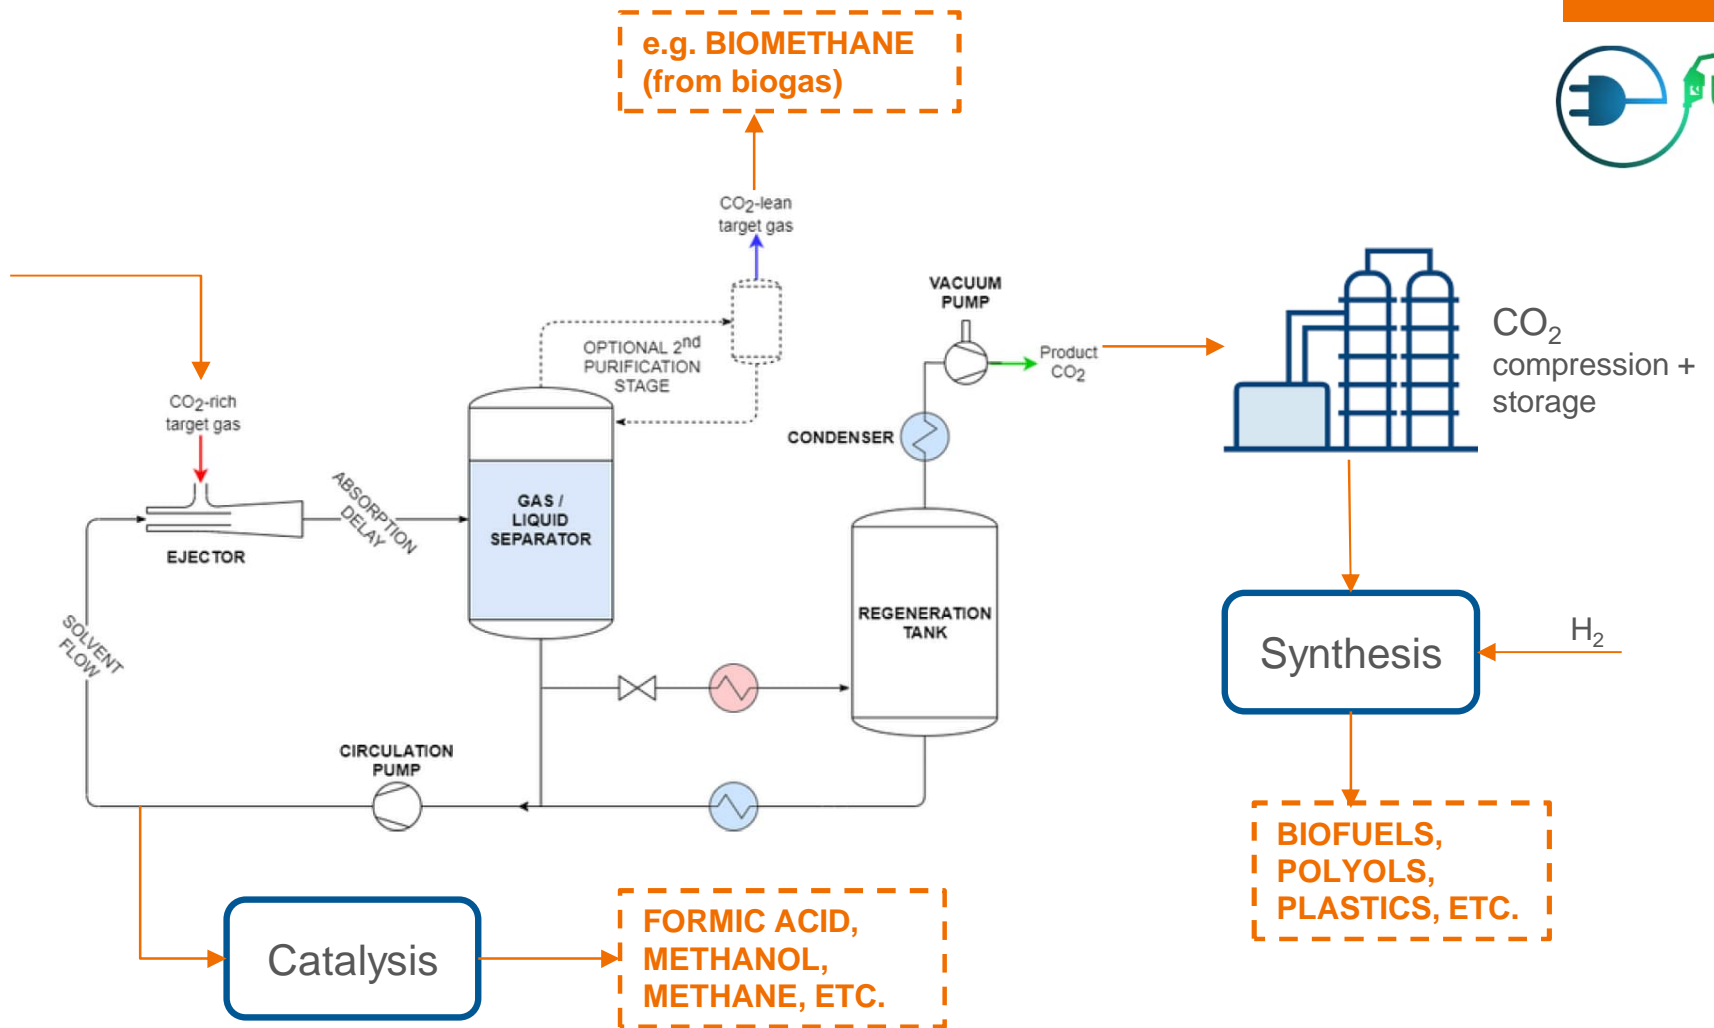 e.g. BIOMETHANE
(from biogas)
CO2-lean
target gas
VACUUM
PUMP
OPTIONAL 2nd
PURIFICATION
STAGE
Product
CO2
CO2
compression +
storage
CO2-rich
target gas
CONDENSER
ABSORPTION
DELAY
GAS /
LIQUID
SEPARATOR
EJECTOR
REGENERATION
TANK
SOLVENT
FLOW
H2
Synthesis
CIRCULATION
PUMP
BIOFUELS,
POLYOLS,
PLASTICS, ETC.
Catalysis
FORMIC ACID,
METHANOL,
METHANE, ETC.